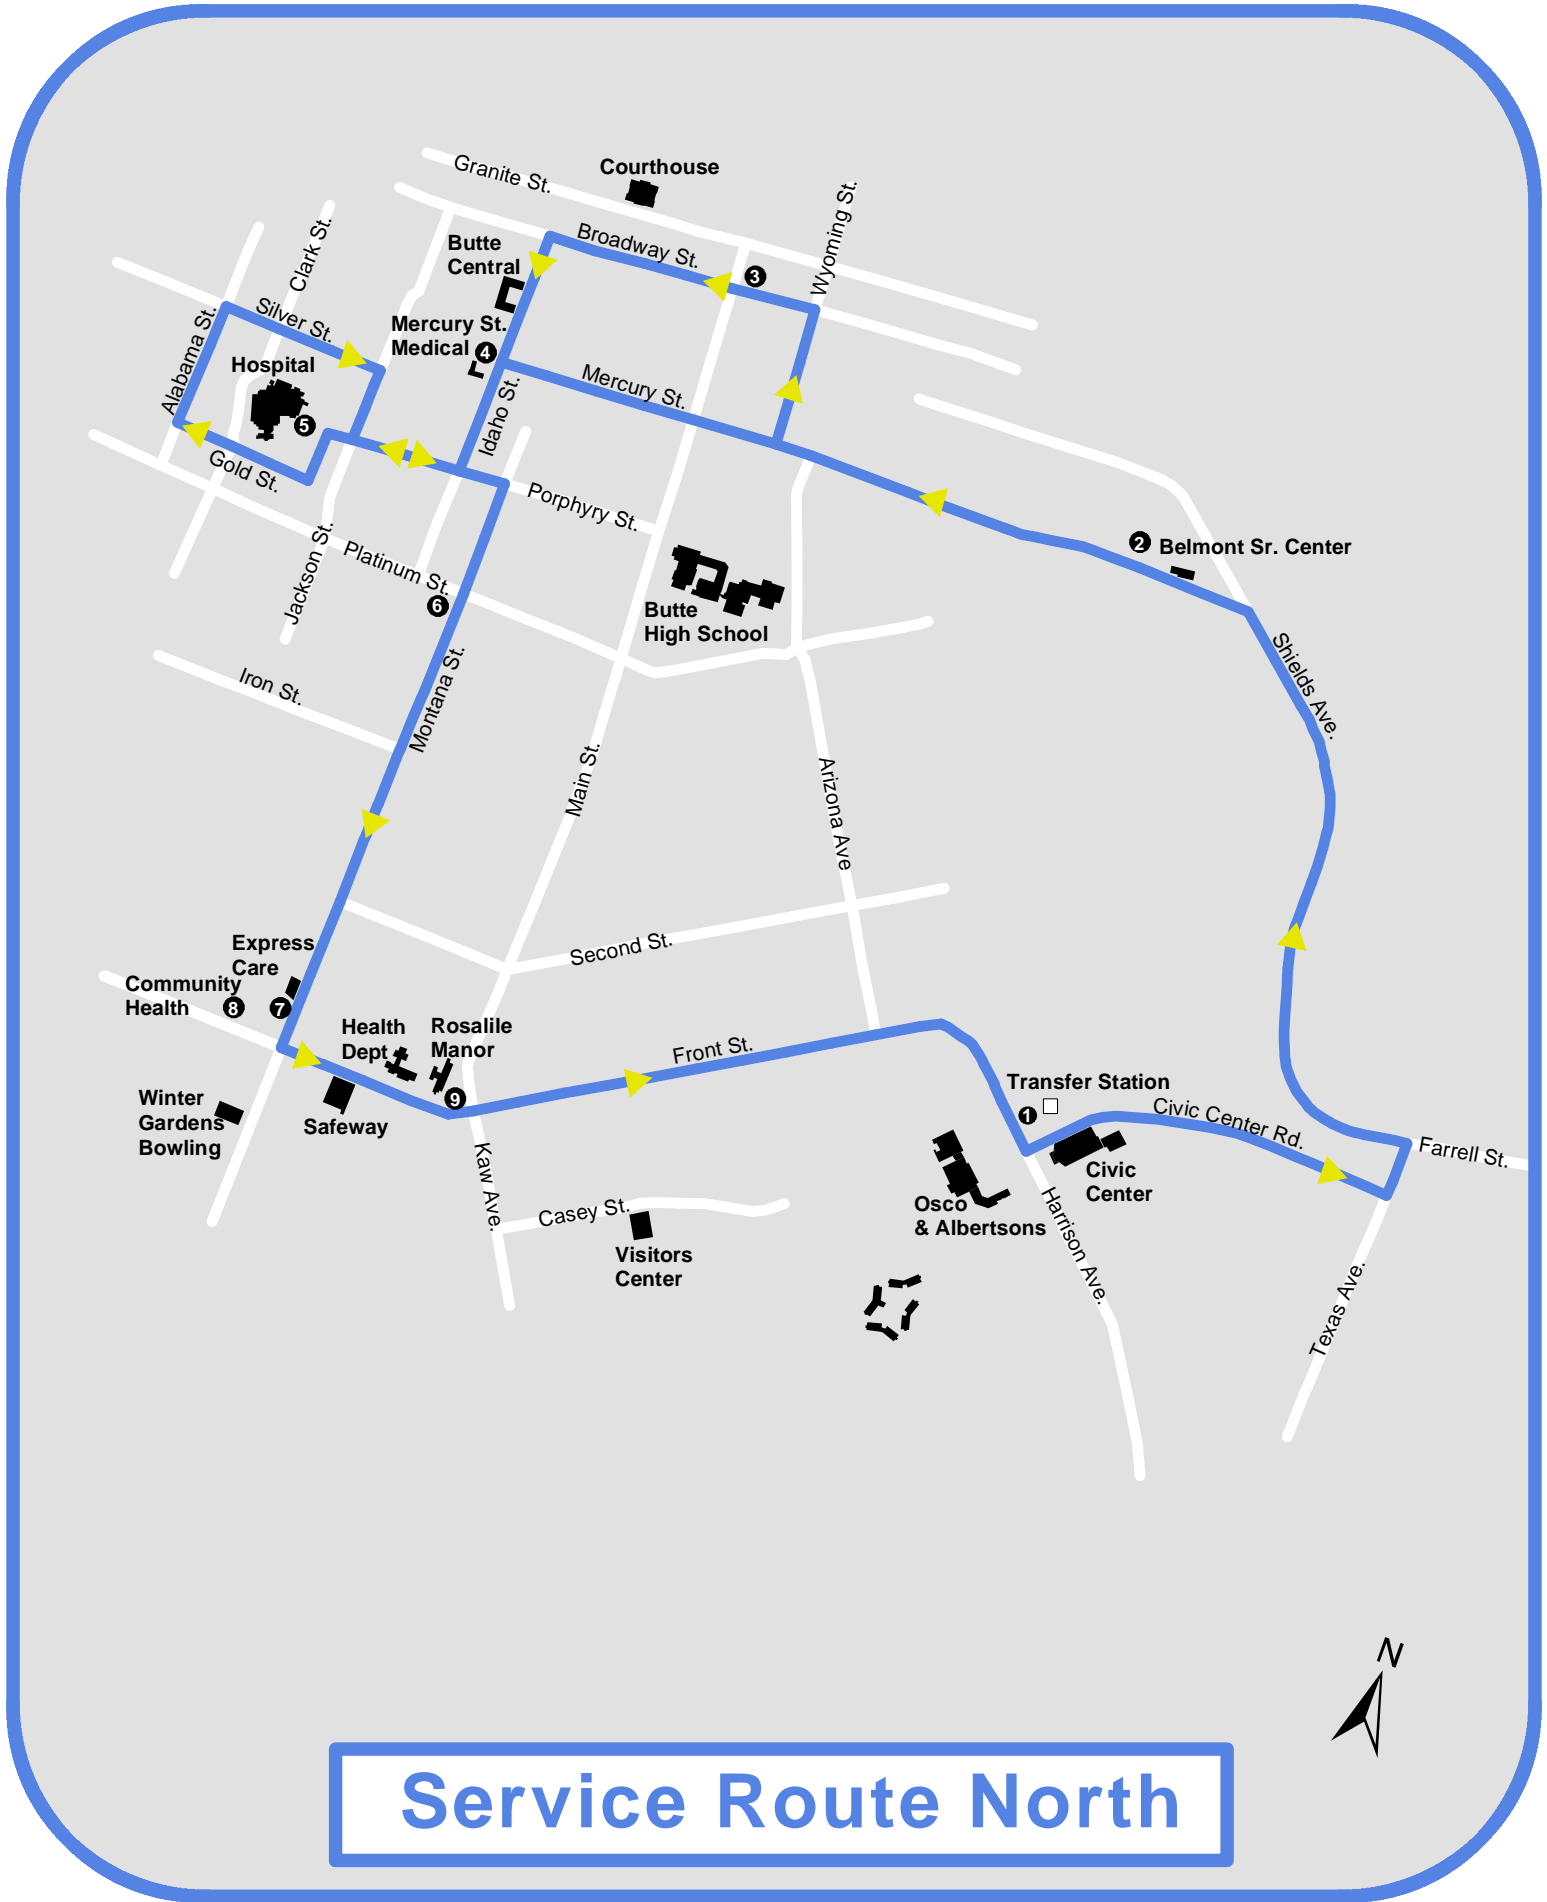 Granite St.
Courthouse
Wyoming St.
Clark St.
Butte
Central
Broadway St.
3
Silver St.
Alabama St.
Mercury St.
Medical
4
Hospital
5
Mercury St.
Idaho St.
Gold St.
Porphyry St.
Jackson St.
Platinum St.
6
2
Belmont Sr. Center
Butte
High School
Shields Ave.
Iron St.
Montana St.
Main St.
Arizona Ave
Second St.
Express
Care
Community
Health
8
7
Health
Dept
Rosalile
Manor
9
Front St.
Transfer Station
1
Civic Center Rd.
Farrell St.
Winter
Gardens
Bowling
Safeway
Kaw Ave.
Casey St.
Visitors
Center
Osco
& Albertsons
Civic
Center
Harrison Ave.
Texas Ave.
N
Service Route North